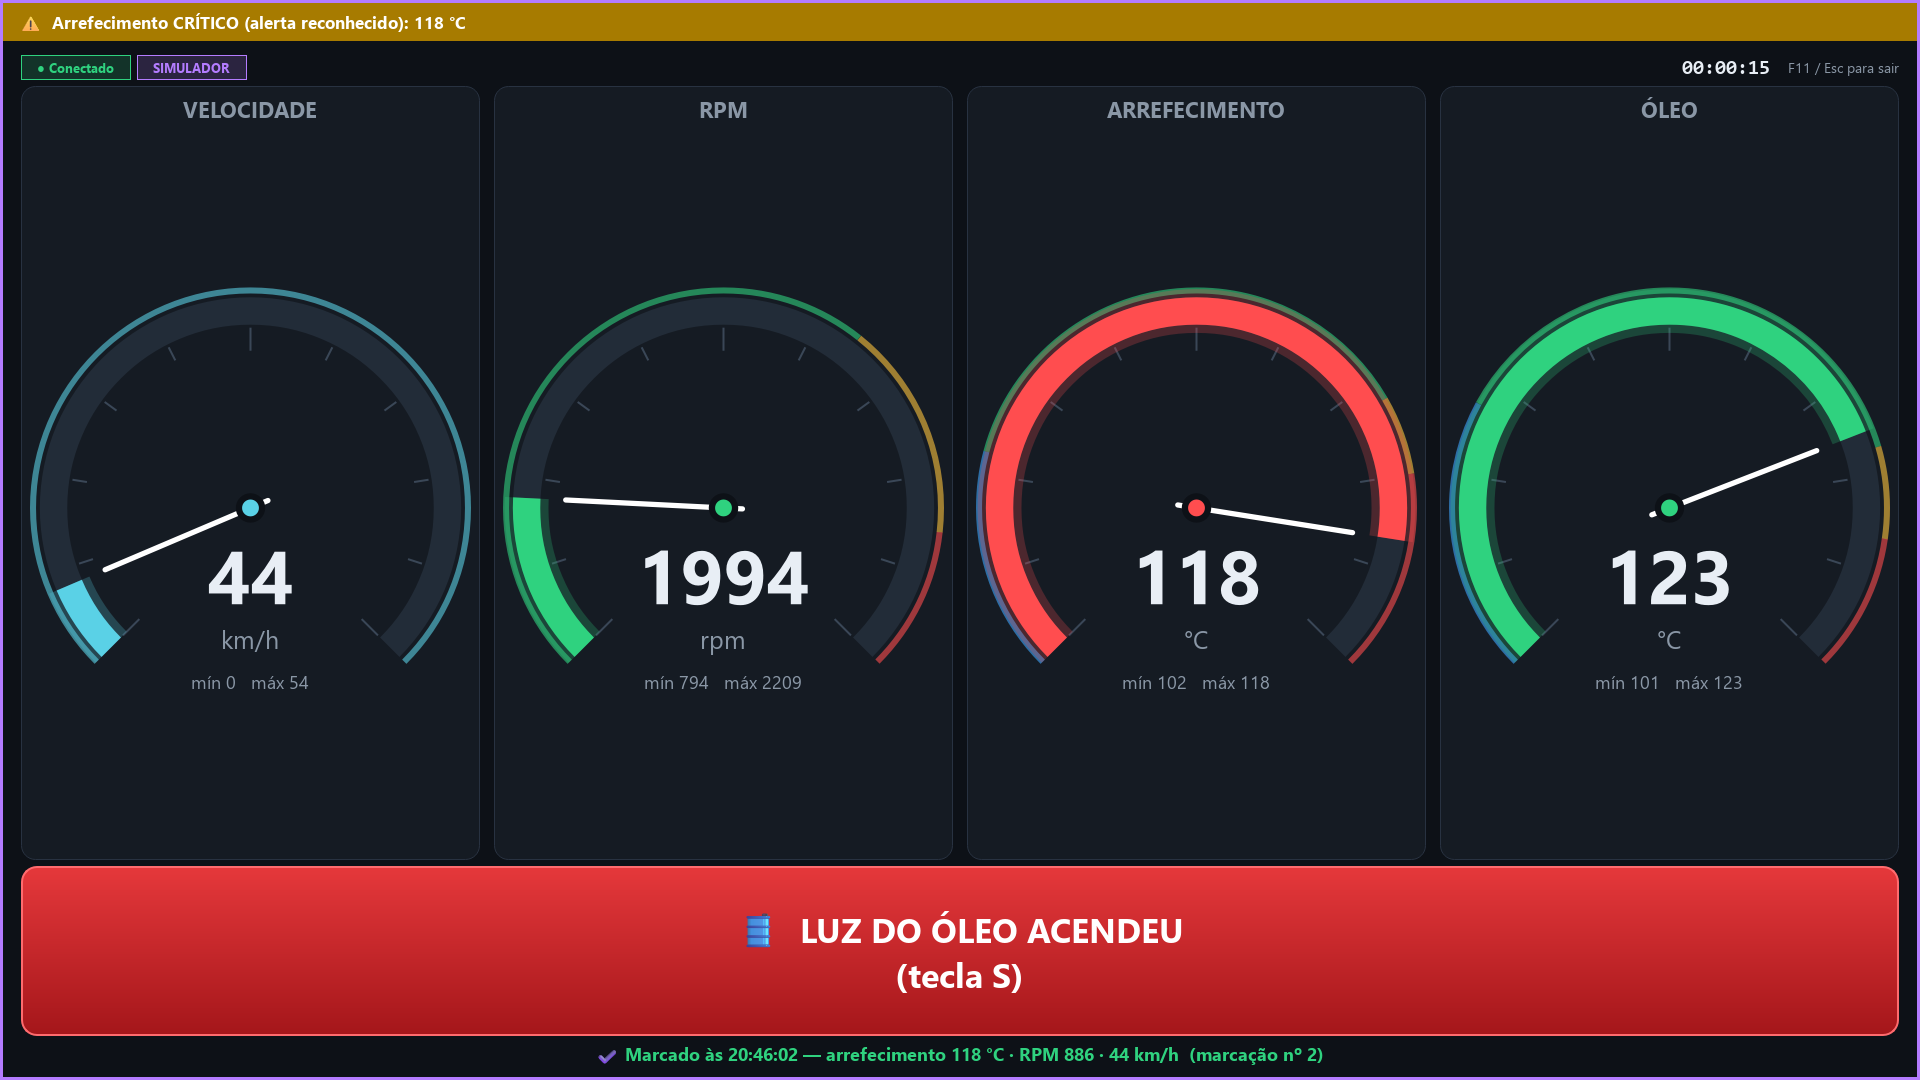 Arrefecimento CRÍTICO (alerta reconhecido): 118 °C
● Conectado SIMULADOR 00:00:15 F11 / Esc para sair
VELOCIDADE
44
km/h
mín 0 máx 54
RPM
1994
rpm
mín 794 máx 2209
ARREFECIMENTO
118
°C
mín 102 máx 118
ÓLEO
123
°C
mín 101 máx 123
LUZ DO ÓLEO ACENDEU
(tecla S)
Marcado às 20:46:02 — arrefecimento 118 °C · RPM 886 · 44 km/h (marcação nº 2)